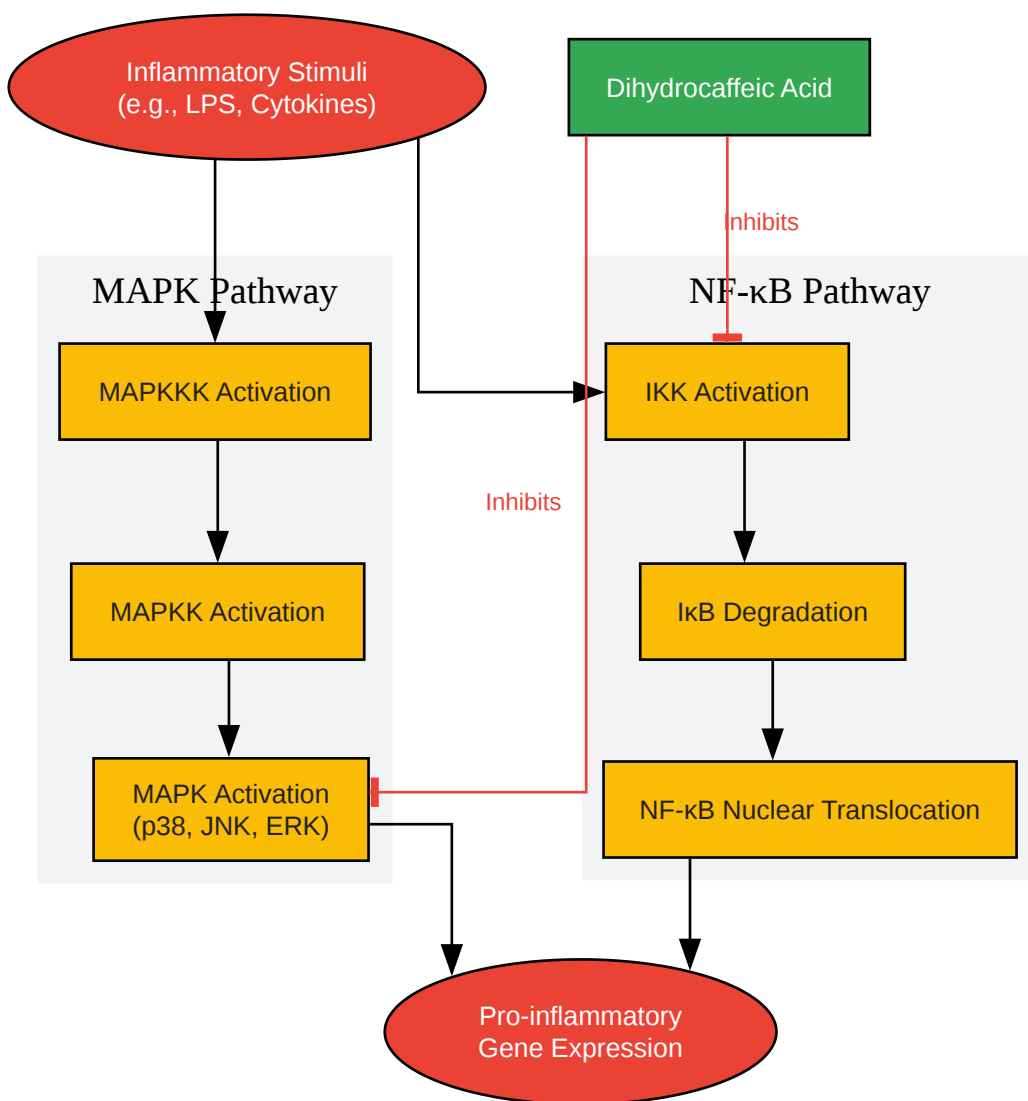 Inflammatory Stimuli
(e.g., LPS, Cytokines)
Dihydrocaffeic Acid
Inhibits
MAPK Pathway
NF-κB Pathway
MAPKKK Activation
IKK Activation
Inhibits
MAPKK Activation
IκB Degradation
MAPK Activation
(p38, JNK, ERK)
NF-κB Nuclear Translocation
Pro-inflammatory
Gene Expression